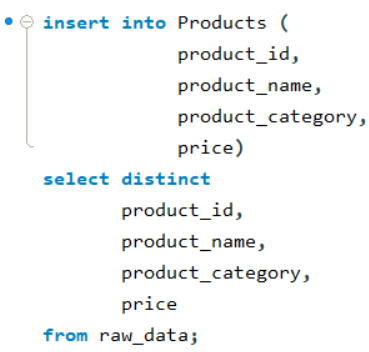 insert into Products (
product_id,
product_name,
product_category,
price)
select distinct
product_id,
product_name,
product_category,
price
from raw_data;